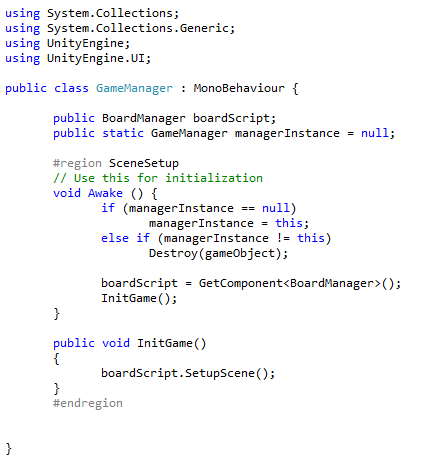 using System.Collections;
using System.Collections.Generic;
using UnityEngine;
using UnityEngine.UI;
public class GameManager : MonoBehaviour {
public BoardManager boardScript;
public static GameManager managerInstance = null;
#region SceneSetup
// Use this for initialization
void Awake () {
if (managerInstance == null)
managerInstance = this;
else if (managerInstance != this)
Destroy(gameObject);
boardScript = GetComponent<BoardManager>();
InitGame();
}
public void InitGame()
{
boardScript.SetupScene();
}
#endregion
}